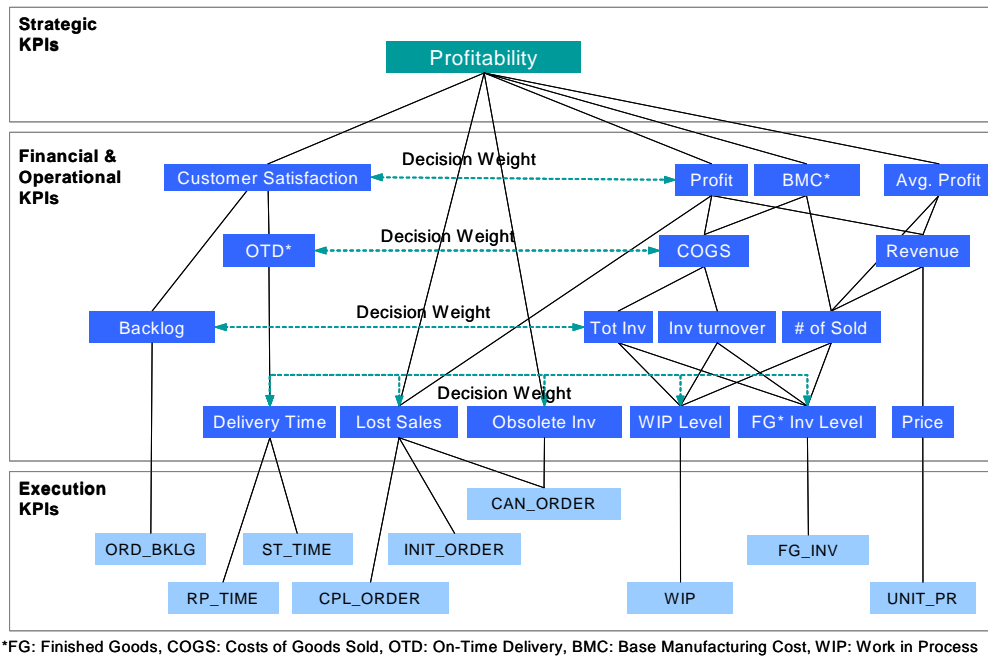 Strategic
KPIs
Profitability
Financial &
Operational
KPIs
Decision Weight
Customer Satisfaction
Profit
BMC*
Avg. Profit
Decision Weight
OTD*
COGS
Revenue
Decision Weight
Backlog
Tot Inv
Inv turnover
# of Sold
Decision Weight
Delivery Time
Lost Sales
Obsolete Inv
WIP Level
FG* Inv Level
Price
Execution
KPIs
CAN_ORDER
ORD_BKLG
ST_TIME
INIT_ORDER
FG_INV
RP_TIME
CPL_ORDER
WIP
UNIT_PR
*FG: Finished Goods, COGS: Costs of Goods Sold, OTD: On-Time Delivery, BMC: Base Manufacturing Cost, WIP: Work in Process